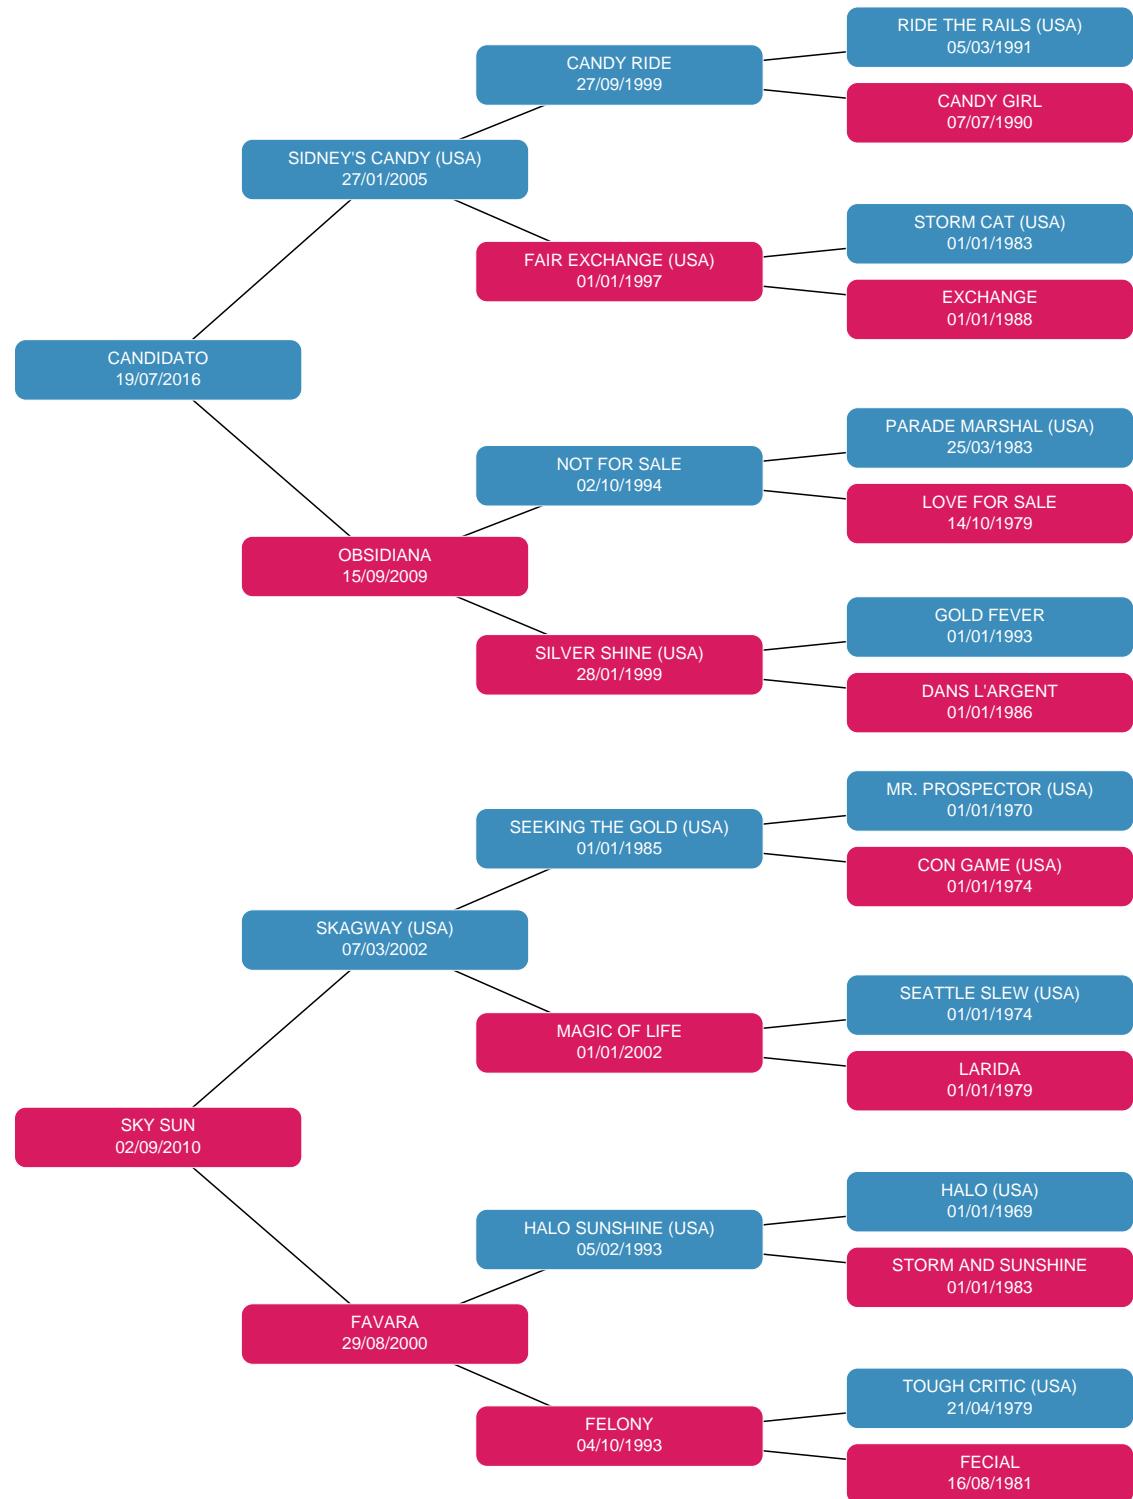 RIDE THE RAILS (USA)
05/03/1991
CANDY RIDE
27/09/1999
CANDY GIRL
07/07/1990
SIDNEY'S CANDY (USA)
27/01/2005
STORM CAT (USA)
01/01/1983
FAIR EXCHANGE (USA)
01/01/1997
EXCHANGE
01/01/1988
CANDIDATO
19/07/2016
PARADE MARSHAL (USA)
25/03/1983
NOT FOR SALE
02/10/1994
LOVE FOR SALE
14/10/1979
OBSIDIANA
15/09/2009
GOLD FEVER
01/01/1993
SILVER SHINE (USA)
28/01/1999
DANS L'ARGENT
01/01/1986
MR. PROSPECTOR (USA)
01/01/1970
SEEKING THE GOLD (USA)
01/01/1985
CON GAME (USA)
01/01/1974
SKAGWAY (USA)
07/03/2002
SEATTLE SLEW (USA)
01/01/1974
MAGIC OF LIFE
01/01/2002
LARIDA
01/01/1979
SKY SUN
02/09/2010
HALO (USA)
01/01/1969
HALO SUNSHINE (USA)
05/02/1993
STORM AND SUNSHINE
01/01/1983
FAVARA
29/08/2000
TOUGH CRITIC (USA)
21/04/1979
FELONY
04/10/1993
FECIAL
16/08/1981